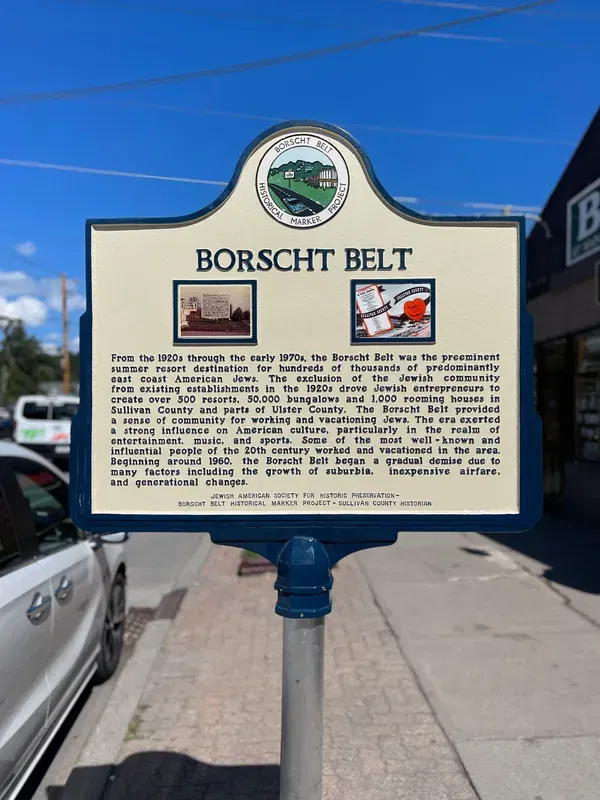 BORSCHT BELT
HISTORICAL MARKER PROJECT
BORSCHT BELT
SULLIVAN COUNTY
SULLIVAN COUNTY
From the 1920s through the early 1970s, the Borscht Belt was the preeminent
summer resort destination for hundreds of thousands of predominantly
east coast American Jews. The exclusion of the Jewish community
from existing establishments in the 1920s drove Jewish entrepreneurs to
create over 500 resorts, 50,000 bungalows and 1,000 rooming houses in
Sullivan County and parts of Ulster County. The Borscht Belt provided
a sense of community for working and vacationing Jews. The era exerted
a strong influence on American culture, particularly in the realm of
entertainment, music, and sports. Some of the most well-known and
influential people of the 20th century worked and vacationed in the area.
Beginning around 1960, the Borscht Belt began a gradual demise due to
many factors including the growth of suburbia, inexpensive airfare,
and generational changes.
JEWISH AMERICAN SOCIETY FOR HISTORIC PRESERVATION~
BORSCHT BELT HISTORICAL MARKER PROJECT ~ SULLIVAN COUNTY HISTORIAN
B